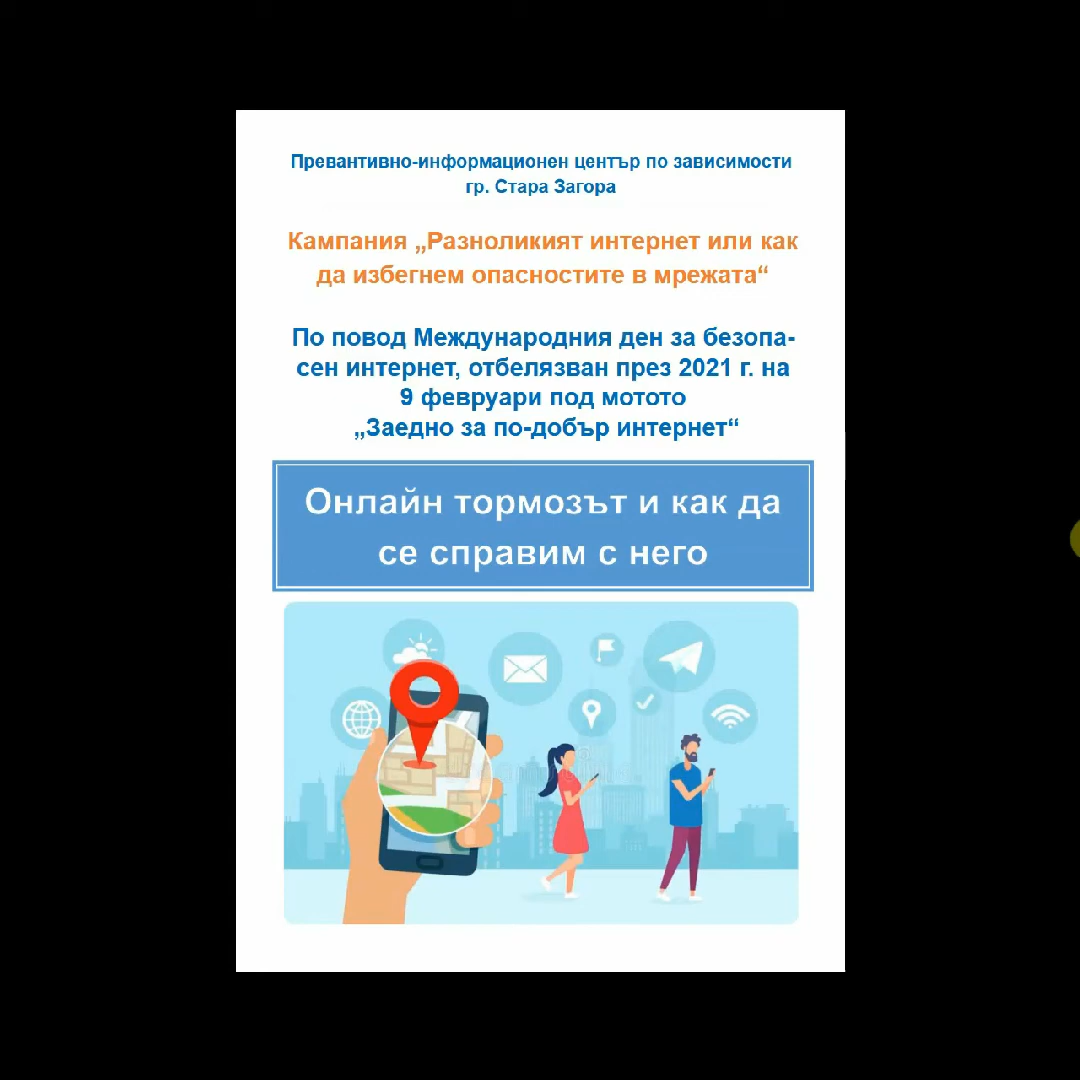 Превантивно-информационен център по зависимости
гр. Стара Загора
Кампания „Разноликият интернет или как
да избегнем опасностите в мрежата“
По повод Международния ден за безопа-
сен интернет, отбелязван през 2021 г. на
9 февруари под мотото
„Заедно за по-добър интернет“
Онлайн тормозът и как да
се справим с него